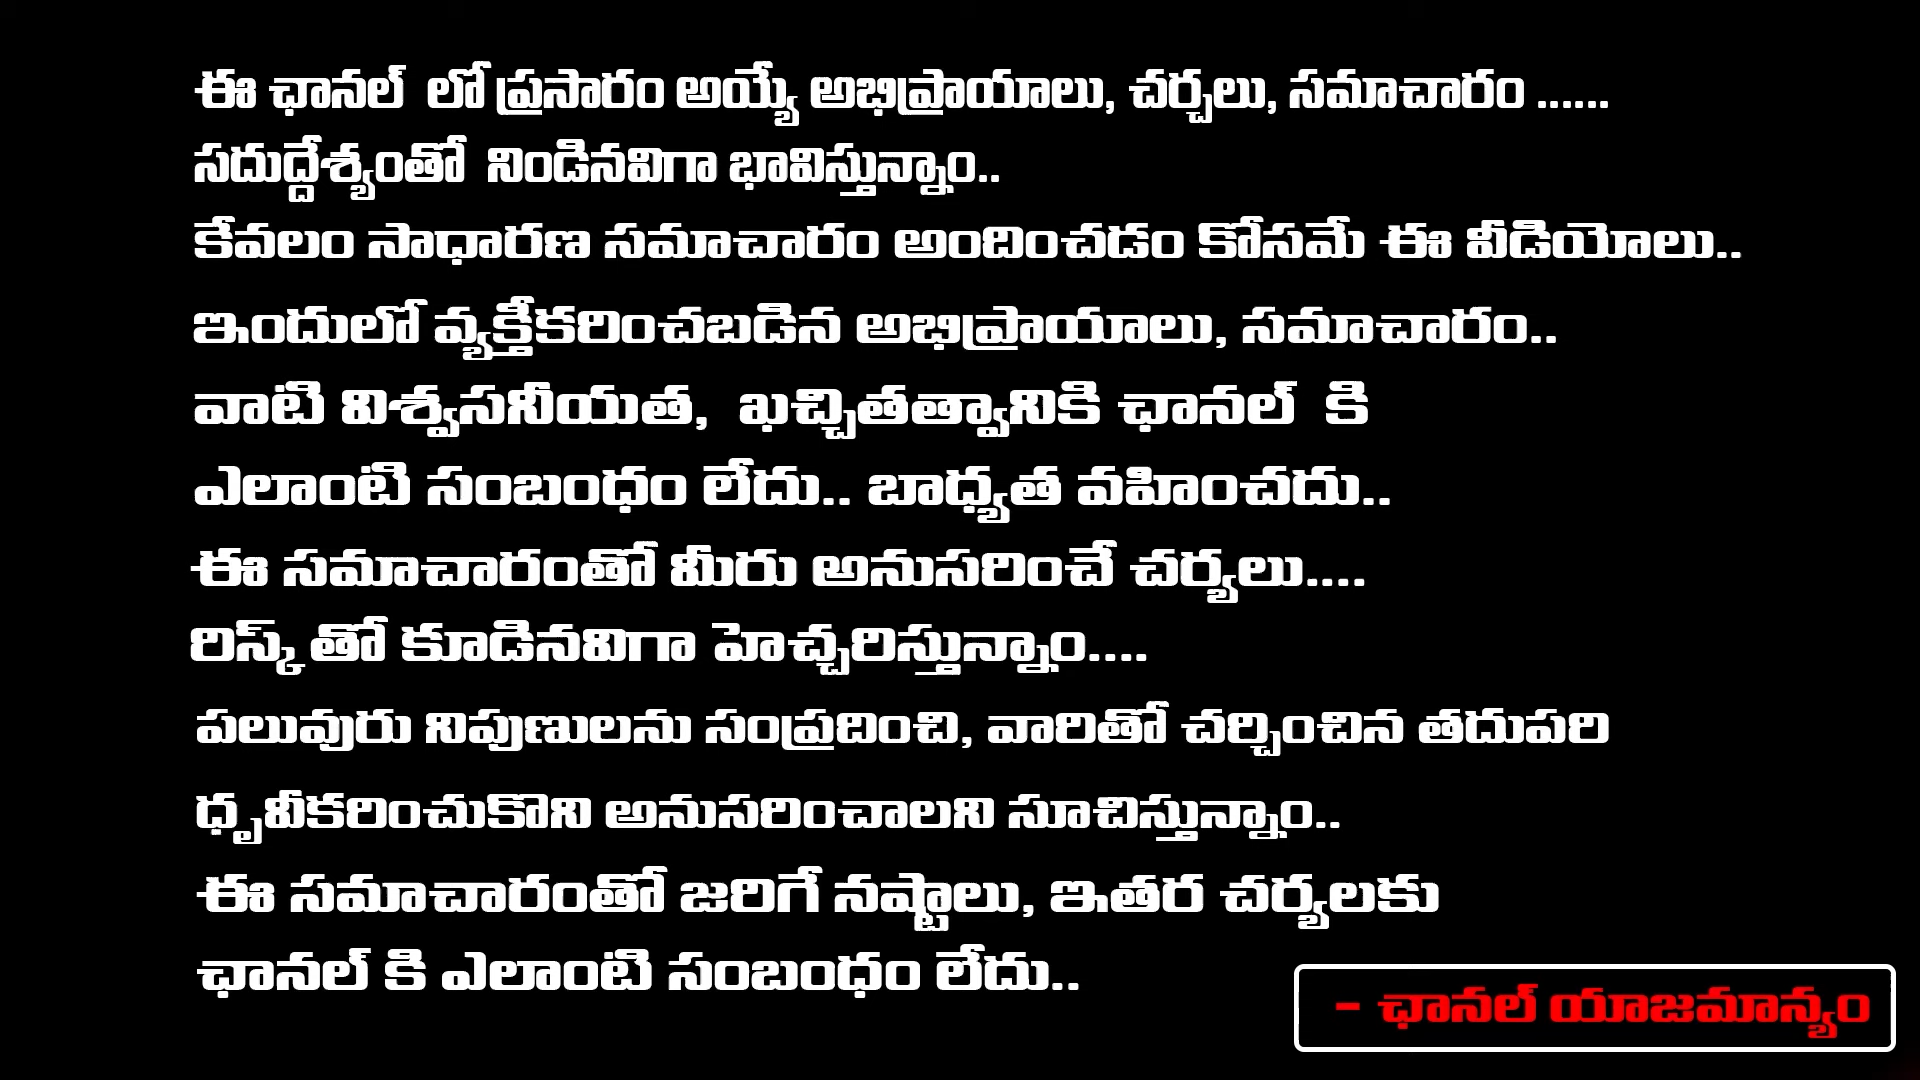 ఈ ఛానల్ లో ప్రసారం అయ్యే అభిప్రాయాలు, చర్చలు, సమాచారం ......
సదుద్దేశ్యంతో నిండినవిగా భావిస్తున్నాం..
కేవలం సాధారణ సమాచారం అందించడం కోసమే ఈ వీడియోలు..
ఇందులో వ్యక్తీకరించబడిన అభిప్రాయాలు, సమాచారం..
వాటి విశ్వసనీయత, ఖచ్చితత్వానికి ఛానల్ కి
ఎలాంటి సంబంధం లేదు.. బాధ్యత వహించదు..
ఈ సమాచారంతో మీరు అనుసరించే చర్యలు....
రిస్క్ తో కూడినవిగా హెచ్చరిస్తున్నాం....
పలువురు నిపుణులను సంప్రదించి, వారితో చర్చించిన తదుపరి
ధృవీకరించుకొని అనుసరించాలని సూచిస్తున్నాం..
ఈ సమాచారంతో జరిగే నష్టాలు, ఇతర చర్యలకు
ఛానల్ కి ఎలాంటి సంబంధం లేదు..
- ఛానల్ యాజమాన్యం